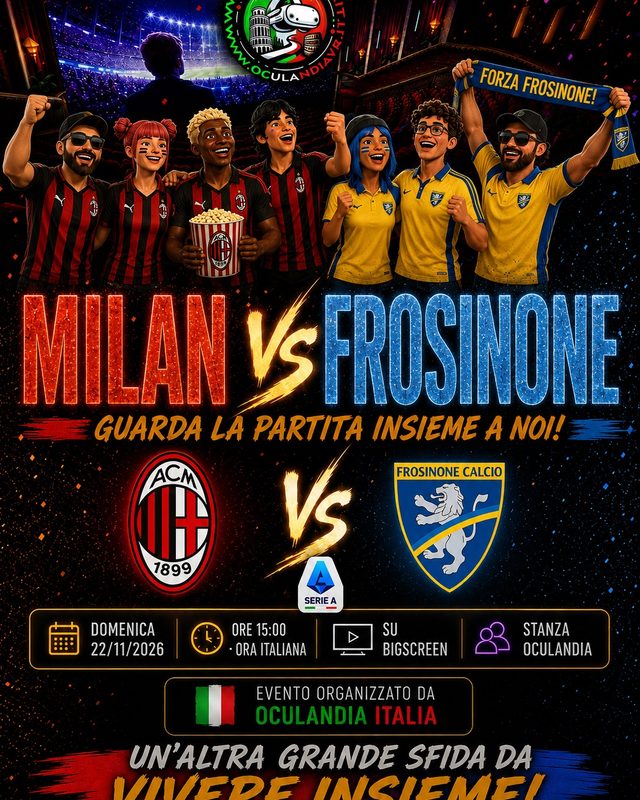 WWW.OCULANDIAVR.IT
FORZA FROSINONE!
MILAN VS FROSINONE
GUARDA LA PARTITA INSIEME A NOI!
ACM
1899
VS
FROSINONE CALCIO
SERIE A
DOMENICA
22/11/2026
ORE 15:00
· ORA ITALIANA
SU
BIGSCREEN
STANZA
OCULANDIA
EVENTO ORGANIZZATO DA
OCULANDIA ITALIA
UN'ALTRA GRANDE SFIDA DA
VIVERE INSIEME!